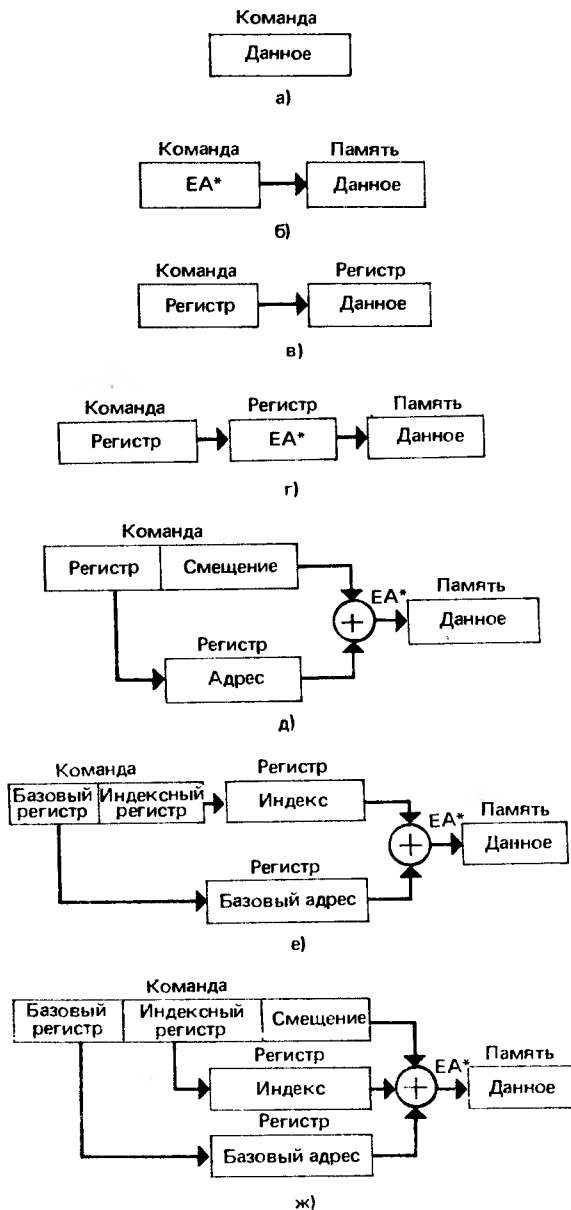 Команда
Данное
а)
Команда Память
EA* Данное
б)
Команда Регистр
Регистр Данное
в)
Команда Регистр Память
Регистр EA* Данное
г)
Команда
Регистр Смещение
EA* Память
Данное
Регистр
Адрес
д)
Команда Регистр
Базовый регистр Индексный регистр Индекс
EA* Память
Данное
Регистр
Базовый адрес
е)
Команда
Базовый регистр Индексный регистр Смещение
Регистр EA* Память
Индекс Данное
Регистр
Базовый адрес
ж)